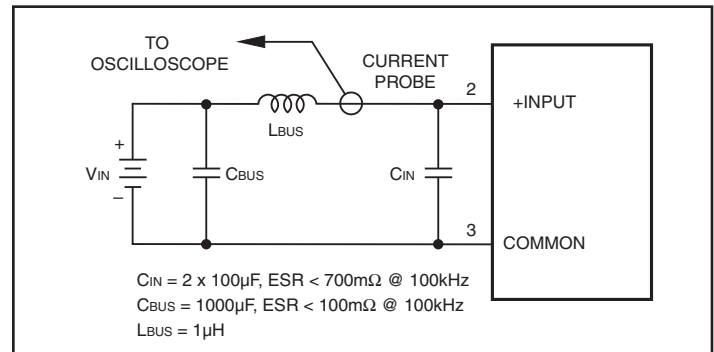 TO
OSCILLOSCOPE
CURRENT
PROBE
2
+INPUT
LBUS
+
VIN
–
CBUS
CIN
3
COMMON
CIN = 2 x 100µF, ESR < 700mΩ @ 100kHz
CBUS = 1000µF, ESR < 100mΩ @ 100kHz
LBUS = 1µH